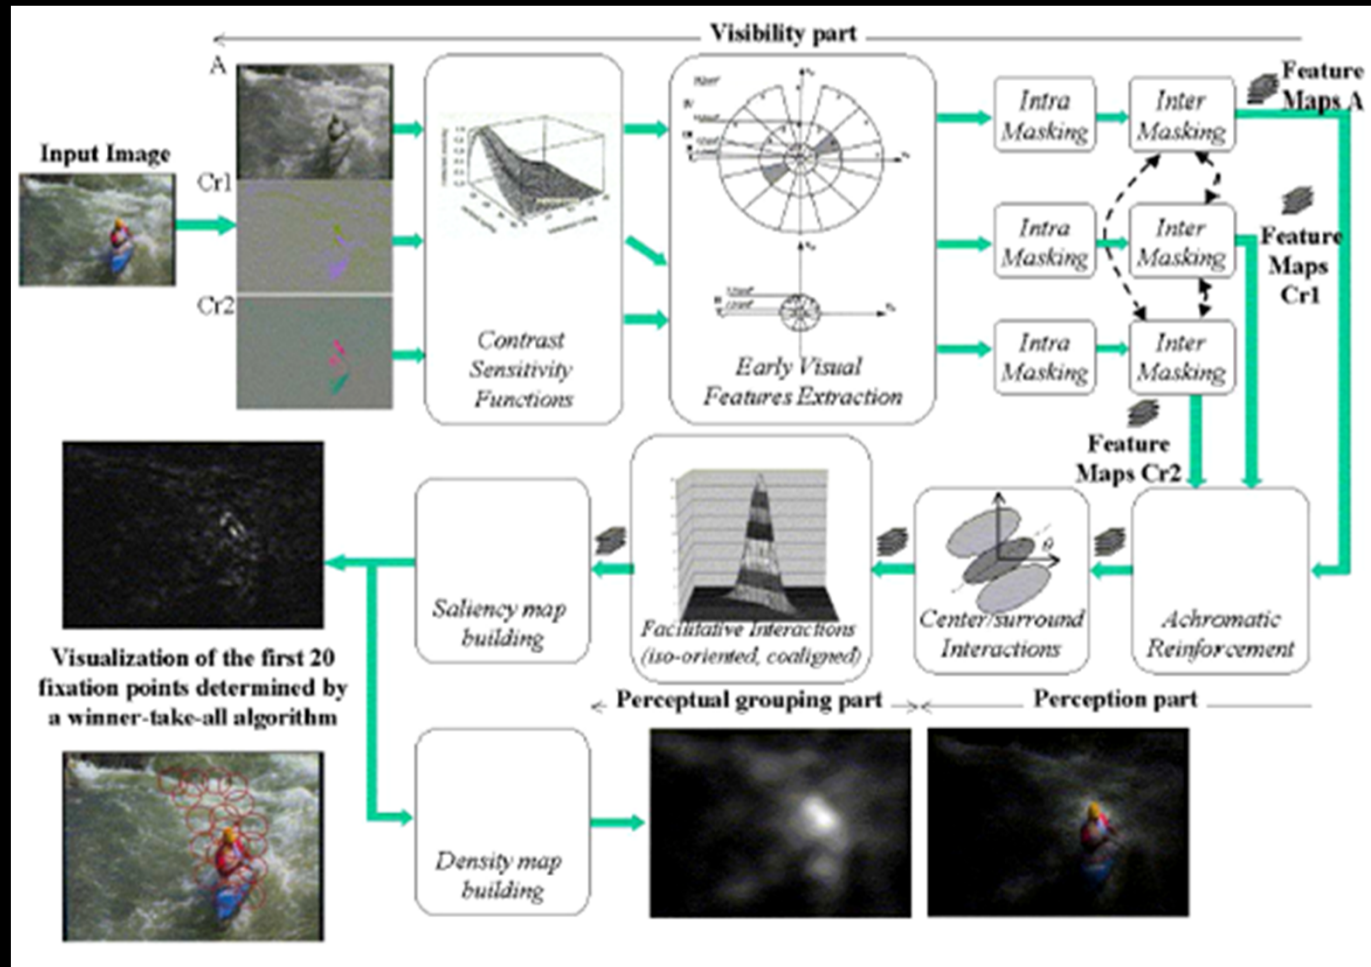 Visibility part
A
Feature
Maps A
Input Image
Intra
Masking
Inter
Masking
Cr1
Intra
Masking
Inter
Masking
Feature
Maps
Cr1
Cr2
Contrast
Sensitivity
Functions
Early Visual
Features Extraction
Intra
Masking
Inter
Masking
Feature
Maps Cr2
Saliency map
building
Facilitative Interactions
(iso-oriented, coaligned)
θ
Center/surround
Interactions
Achromatic
Reinforcement
Visualization of the first 20
fixation points determined by
a winner-take-all algorithm
Perceptual grouping part
Perception part
Density map
building